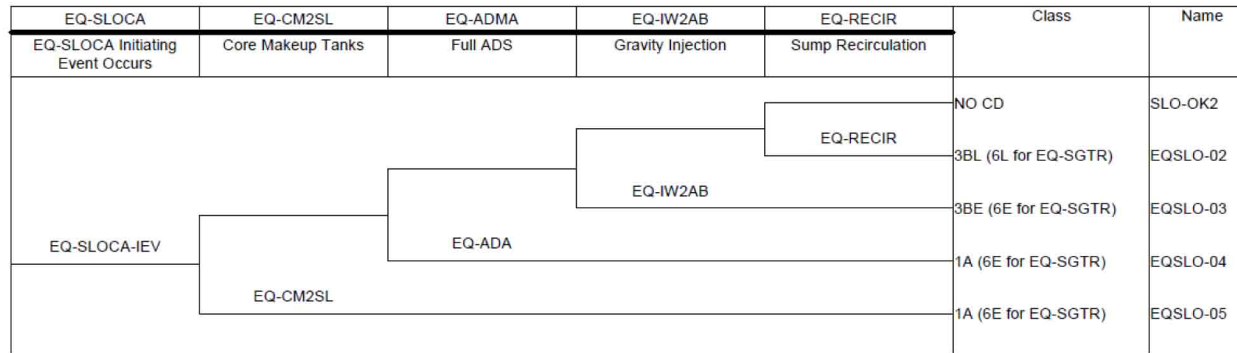 EQ-SLOCA EQ-CM2SL EQ-ADMA EQ-IW2AB EQ-RECIR Class Name
EQ-SLOCA Initiating Event Occurs Core Makeup Tanks Full ADS Gravity Injection Sump Recirculation
NO CD SLO-OK2
EQ-RECIR
3BL (6L for EQ-SGTR) EQSLO-02
EQ-IW2AB
3BE (6E for EQ-SGTR) EQSLO-03
EQ-SLOCA-IEV EQ-ADA
1A (6E for EQ-SGTR) EQSLO-04
EQ-CM2SL
1A (6E for EQ-SGTR) EQSLO-05